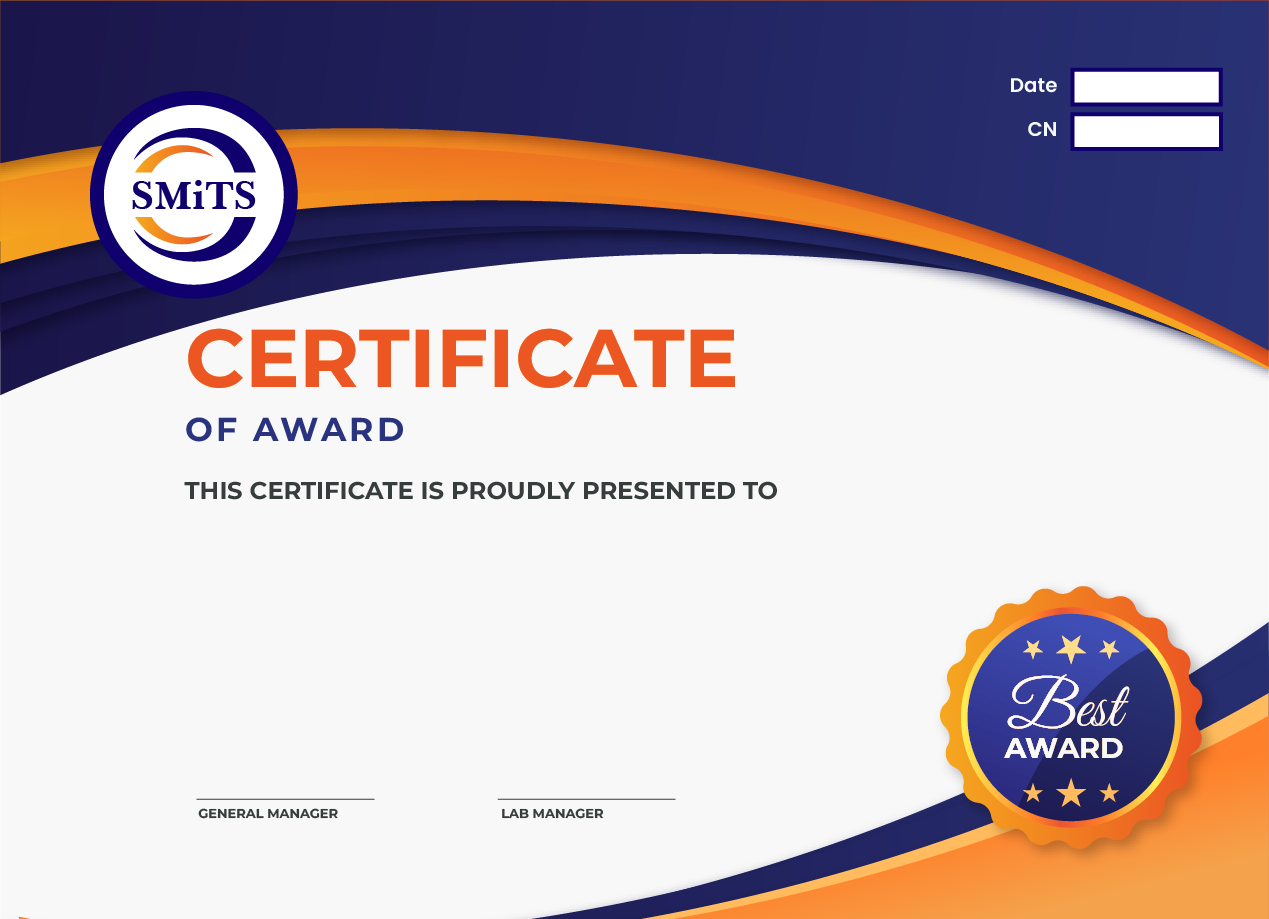 Date
CN
SMiTS
CERTIFICATE
OF AWARD
THIS CERTIFICATE IS PROUDLY PRESENTED TO
Best
AWARD
GENERAL MANAGER
LAB MANAGER